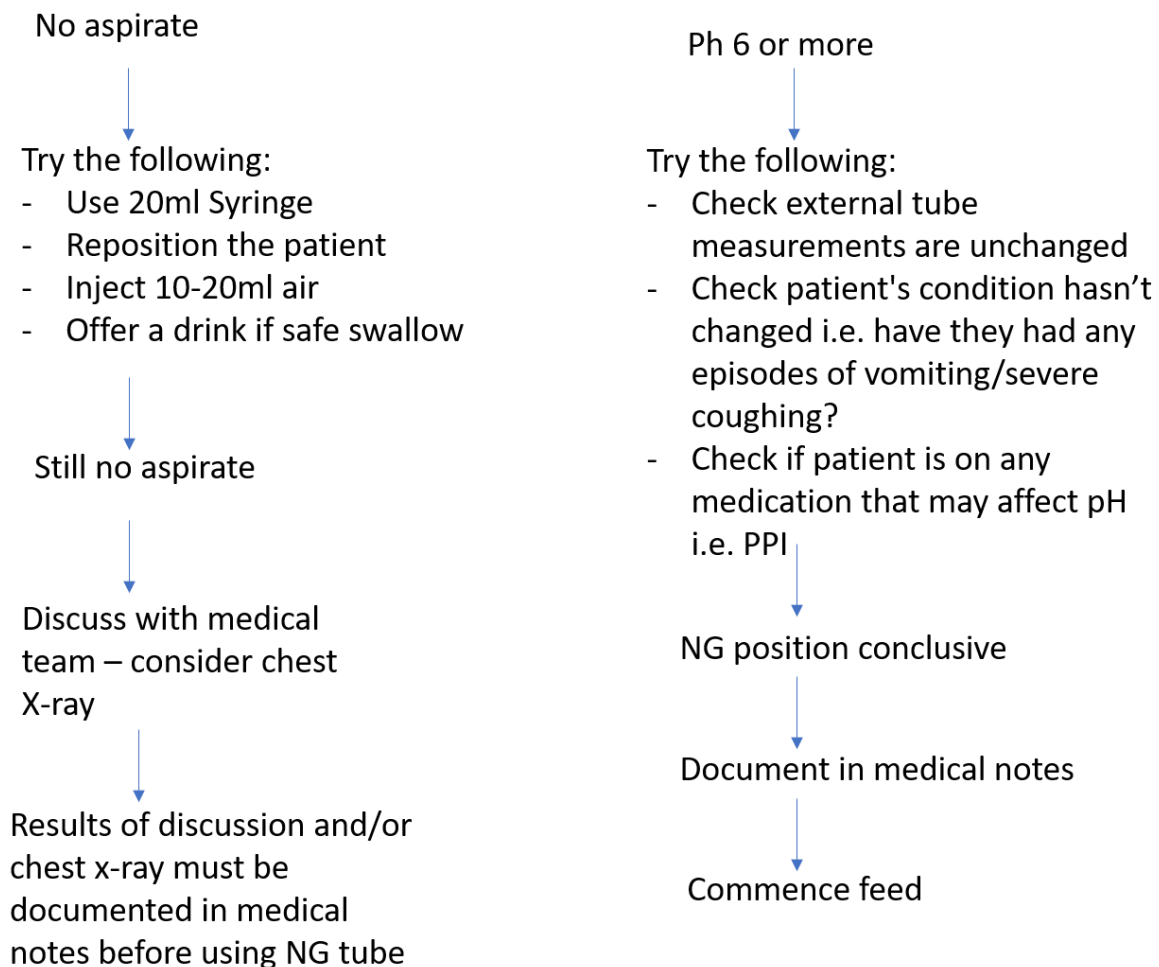 No aspirate
Try the following:
- Use 20ml Syringe
- Reposition the patient
- Inject 10-20ml air
- Offer a drink if safe swallow
Still no aspirate
Discuss with medical
team – consider chest
X-ray
Results of discussion and/or
chest x-ray must be
documented in medical
notes before using NG tube
Ph 6 or more
Try the following:
- Check external tube
measurements are unchanged
- Check patient's condition hasn’t
changed i.e. have they had any
episodes of vomiting/severe
coughing?
- Check if patient is on any
medication that may affect pH
i.e. PPI
NG position conclusive
Document in medical notes
Commence feed